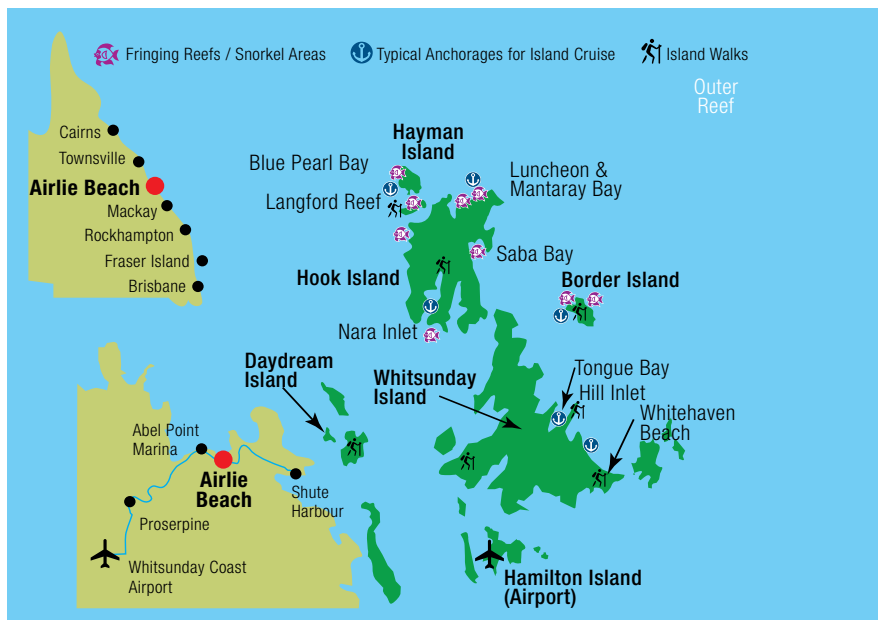 Fringing Reefs / Snorkel Areas
Typical Anchorages for Island Cruise
Island Walks
Outer
Reef
Cairns
Townsville
Airlie Beach
Mackay
Rockhampton
Fraser Island
Brisbane
Hayman
Island
Blue Pearl Bay
Luncheon &
Mantaray Bay
Langford Reef
Saba Bay
Hook Island
Border Island
Nara Inlet
Daydream
Island
Whitsunday
Island
Tongue Bay
Hill Inlet
Whitehaven
Beach
Abel Point
Marina
Airlie
Beach
Shute
Harbour
Proserpine
Whitsunday Coast
Airport
Hamilton Island
(Airport)